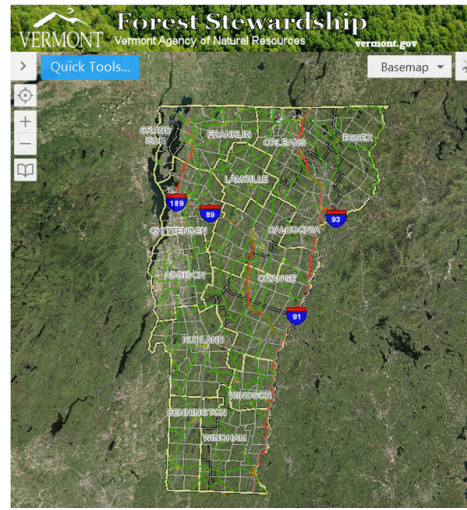 Forest Stewardship
VERMONT
Vermont Agency of Natural Resources
vermont.gov
Quick Tools...
Basemap
GRAND
ISLE
FRANKLIN
ORLEANS
ESSEX
LAMOILLE
189
89
93
CHITTENDEN
CALEDONIA
ADDISON
ORANGE
91
RUTLAND
WINDSOR
BENNINGTON
WINDHAM